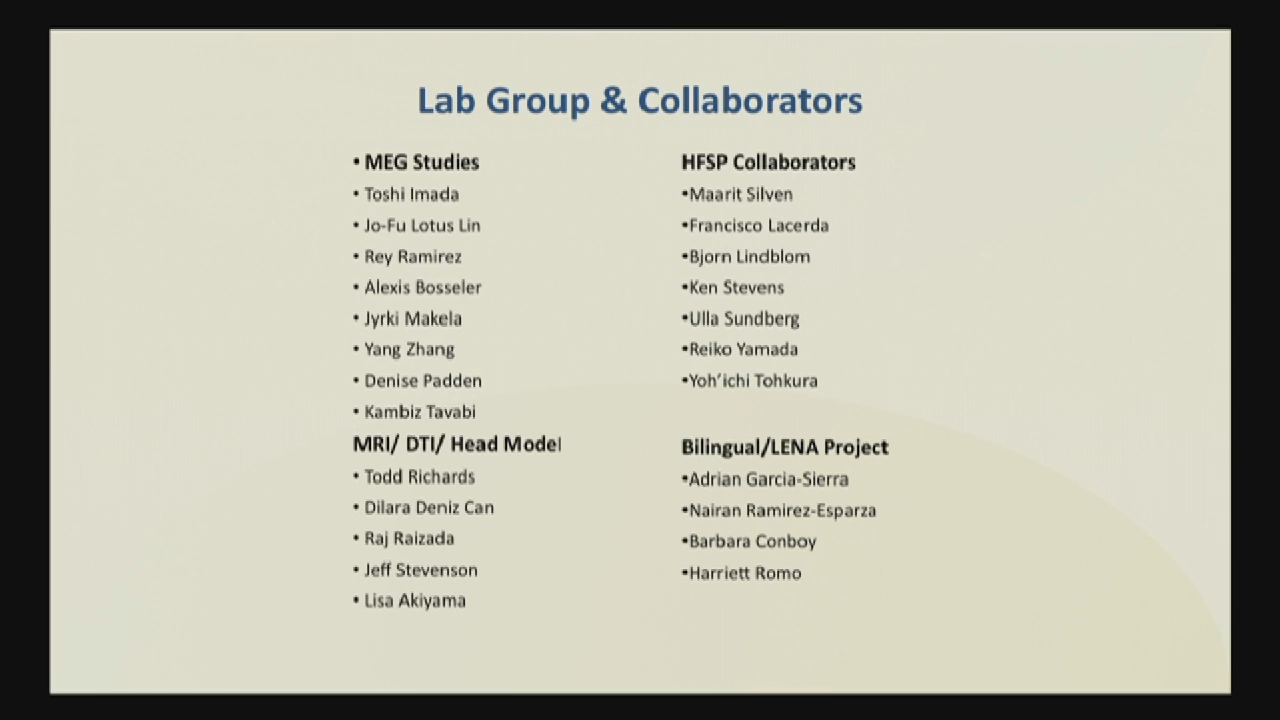 Lab Group & Collaborators
• MEG Studies
• Toshi Imada
• Jo-Fu Lotus Lin
• Rey Ramirez
• Alexis Bosseler
• Jyrki Makela
• Yang Zhang
• Denise Padden
• Kambiz Tavabi
MRI/ DTI/ Head Model
• Todd Richards
• Dilara Deniz Can
• Raj Raizada
• Jeff Stevenson
• Lisa Akiyama
HFSP Collaborators
•Maarit Silven
•Francisco Lacerda
•Bjorn Lindblom
•Ken Stevens
•Ulla Sundberg
•Reiko Yamada
•Yoh’ichi Tohkura
Bilingual/LENA Project
•Adrian Garcia-Sierra
•Nairan Ramirez-Esparza
•Barbara Conboy
•Harriett Romo